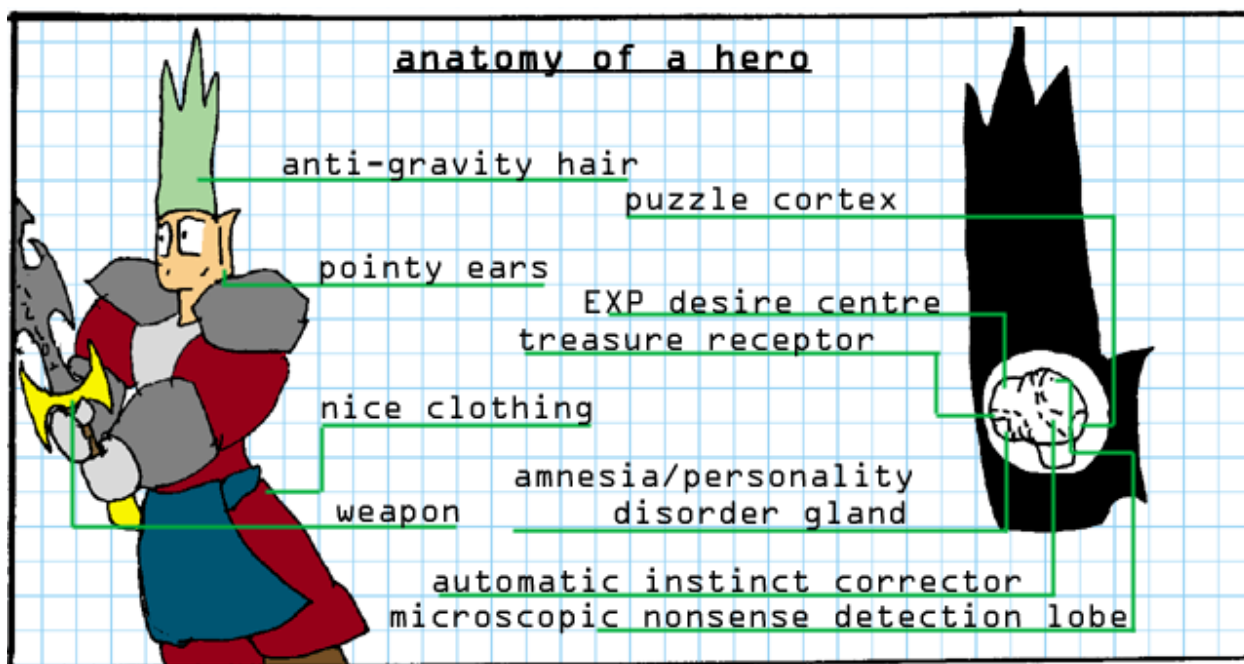 anatomy of a hero
anti-gravity hair
puzzle cortex
pointy ears
EXP desire centre
treasure receptor
nice clothing
amnesia/personality
disorder gland
weapon
automatic instinct corrector
microscopic nonsense detection lobe